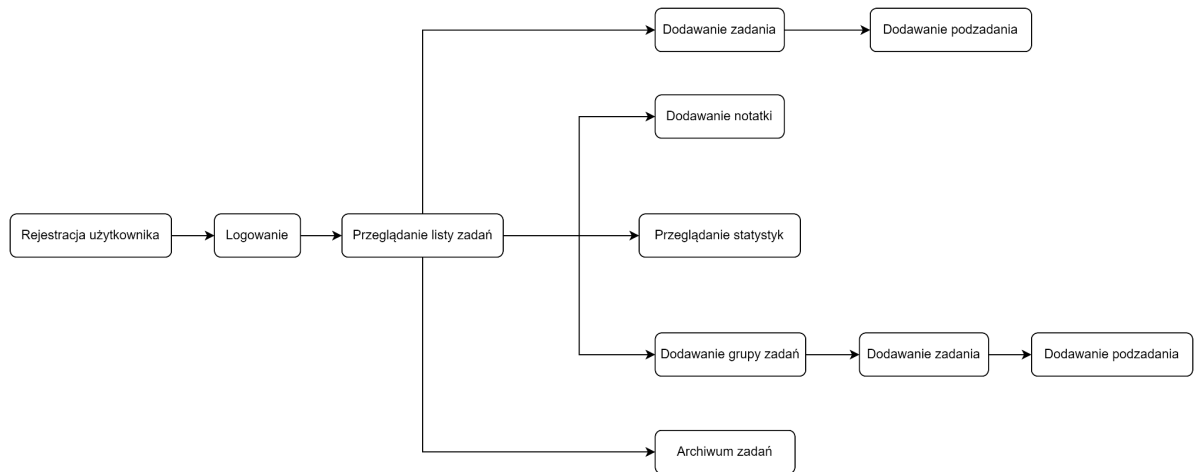 Dodawanie zadania
Dodawanie podzadania
Dodawanie notatki
Rejestracja użytkownika
Logowanie
Przeglądanie listy zadań
Przeglądanie statystyk
Dodawanie grupy zadań
Dodawanie zadania
Dodawanie podzadania
Archiwum zadań